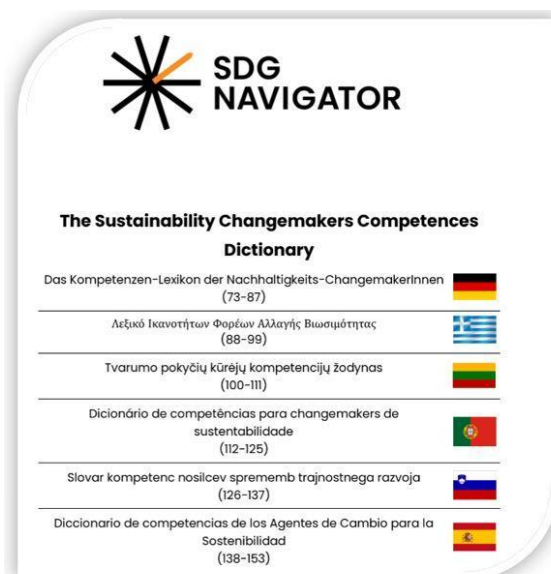 SDG
NAVIGATOR
The Sustainability Changemakers Competences
Dictionary
Das Kompetenzen-Lexikon der Nachhaltigkeits-ChangemakerInnen
(73-87)
Λεξικό Ικανοτήτων Φορέων Αλλαγής Βιωσιμότητας
(88-99)
Tvarumo pokyčių kūrėjų kompetencijų žodynas
(100-111)
Dicionário de competências para changemakers de
sustentabilidade
(112-125)
Slovar kompetenc nosilcev sprememb trajnostnega razvoja
(126-137)
Diccionario de competencias de los Agentes de Cambio para la
Sostenibilidad
(138-153)